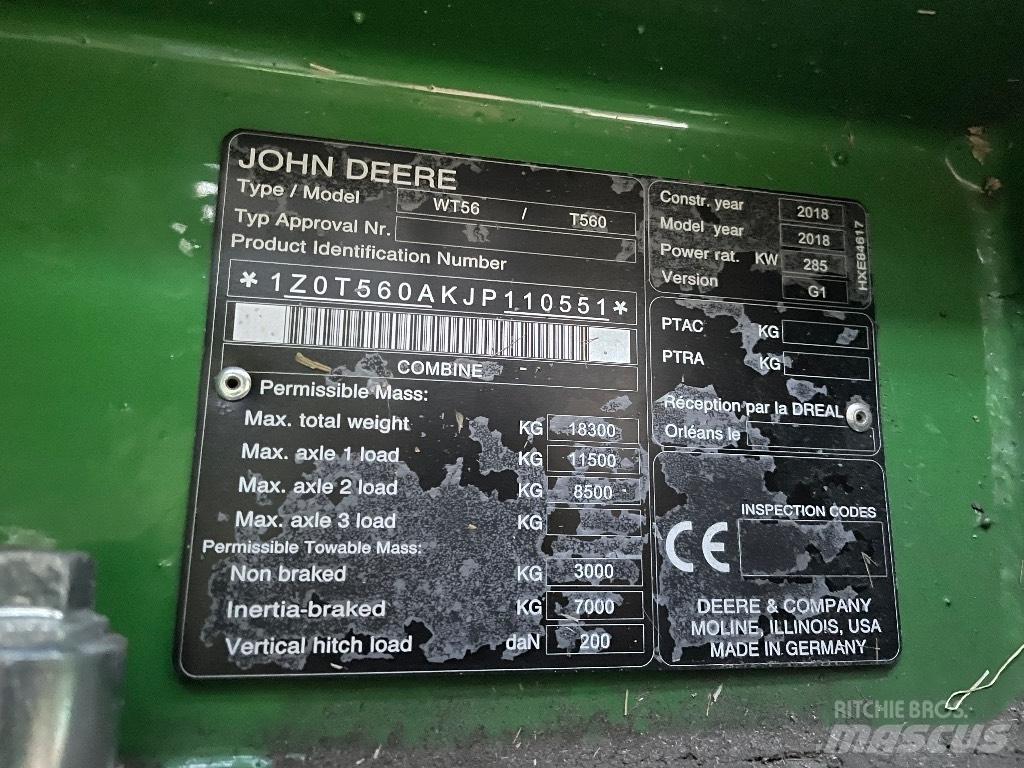 JOHN DEERE
Type / Model WT56 / T560
Typ Approval Nr.
Product Identification Number
*1Z0T560AKJP110551*
COMBINE -
Permissible Mass:
Max. total weight KG 18300
Max. axle 1 load KG 11500
Max. axle 2 load KG 8500
Max. axle 3 load KG
Permissible Towable Mass:
Non braked KG 3000
Inertia-braked KG 7000
Vertical hitch load daN 200
Constr. year 2018
Model year 2018
Power rat. KW 285
Version G1
HXE84617
PTAC KG
PTRA KG
Réception par la DREAL
Orléans le
INSPECTION CODES
CE
DEERE & COMPANY
MOLINE, ILLINOIS, USA
MADE IN GERMANY
RITCHIE BROS.
mascus